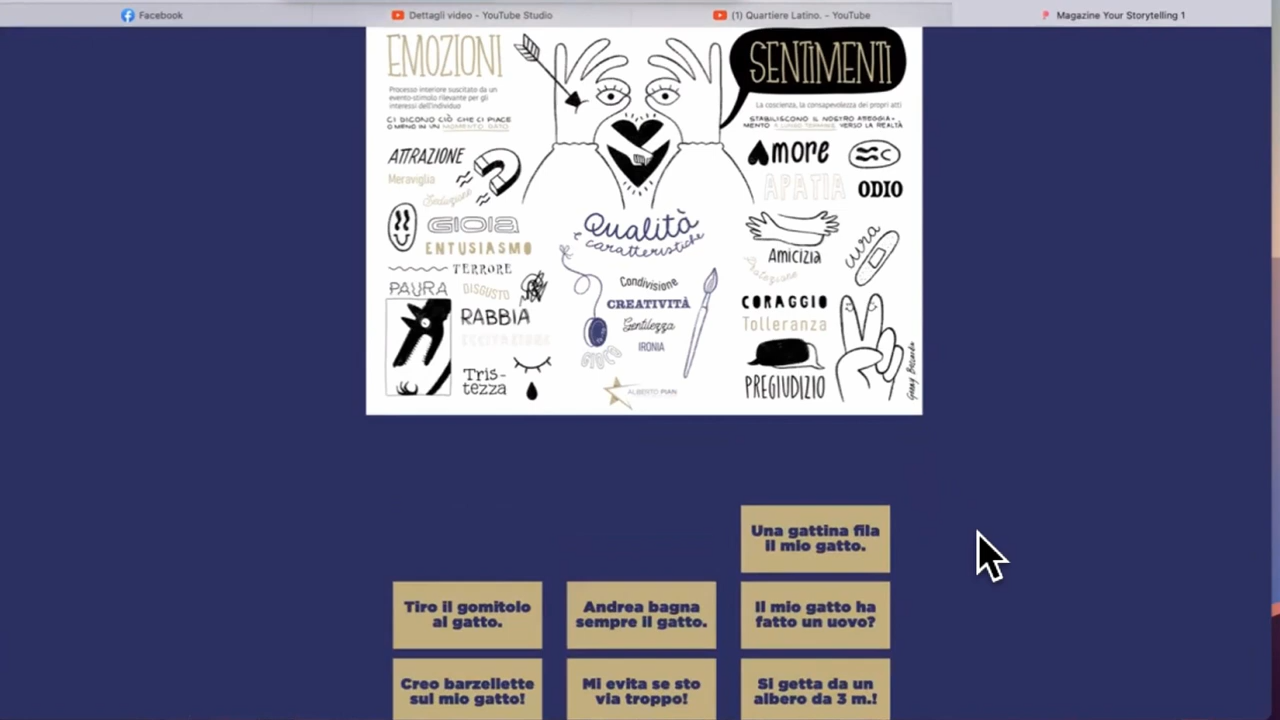 Facebook
Dettagli video - YouTube Studio
(1) Quartiere Latino. - YouTube
Magazine Your Storytelling 1
EMOZIONI
Processo interiore suscitato da un
evento-stimolo rilevante per gli
interessi dell'individuo
CI DICONO CIÒ CHE CI PIACE
O MENO IN UN MOMENTO DATO
ATTRAZIONE
Meraviglia
Seduzione
GIOIA
ENTUSIASMO
TERRORE
PAURA
DISGUSTO
RABBIA
Tris-
tezza
Qualità
e caratteristiche
Condivisione
CREATIVITÀ
Gentilezza
IRONIA
GIOCO
ALBERTO PIAN
SENTIMENTI
La coscienza, la consapevolezza dei propri atti
STABILISCONO IL NOSTRO ATTEGGIA-
MENTO A LUNGO TERMINE VERSO LA REALTÀ
more
APATIA
ODIO
Amicizia
cura
Protezione
CORAGGIO
Tolleranza
PREGIUDIZIO
Una gattina fila
il mio gatto.
Tiro il gomitolo
al gatto.
Andrea bagna
sempre il gatto.
Il mio gatto ha
fatto un uovo?
Creo barzellette
sul mio gatto!
Mi evita se sto
via troppo!
Si getta da un
albero da 3 m.!